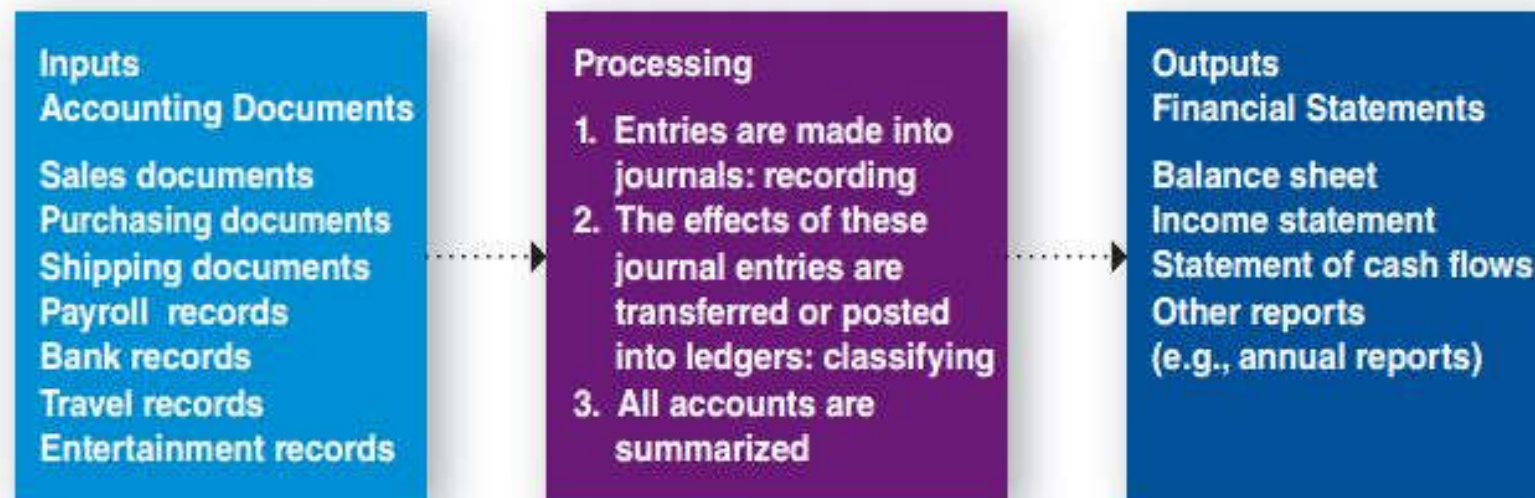 Inputs
Accounting Documents
Sales documents
Purchasing documents
Shipping documents
Payroll records
Bank records
Travel records
Entertainment records
Processing
1. Entries are made into
journals: recording
2. The effects of these
journal entries are
transferred or posted
into ledgers: classifying
3. All accounts are
summarized
Outputs
Financial Statements
Balance sheet
Income statement
Statement of cash flows
Other reports
(e.g., annual reports)